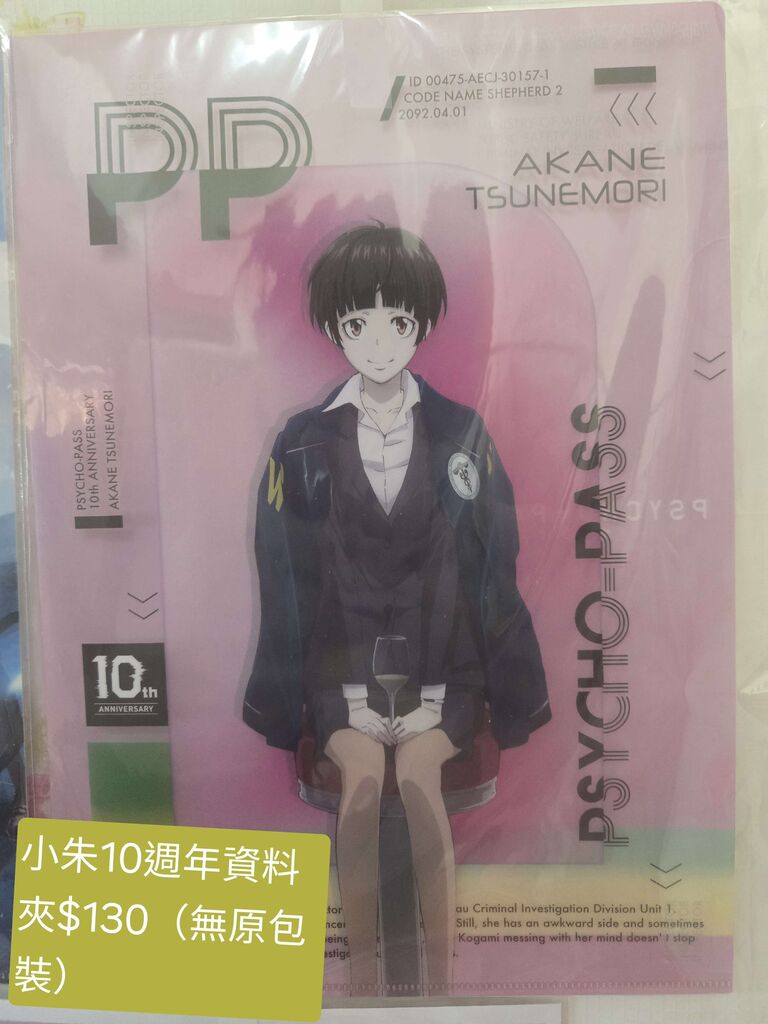 PP
ID 00475-AECJ-30157-1
CODE NAME SHEPHERD 2
2092.04.01
AKANE
TSUNEMORI
PSYCHO-PASS
10th ANNIVERSARY
AKANE TSUNEMORI
PSYCHO-PASS
PSYCHO-PASS
10th
ANNIVERSARY
小朱10週年資料
夾$130（無原包
裝）
au Criminal Investigation Division Unit 1.
Still, she has an awkward side and sometimes
Kogami messing with her mind doesn't stop